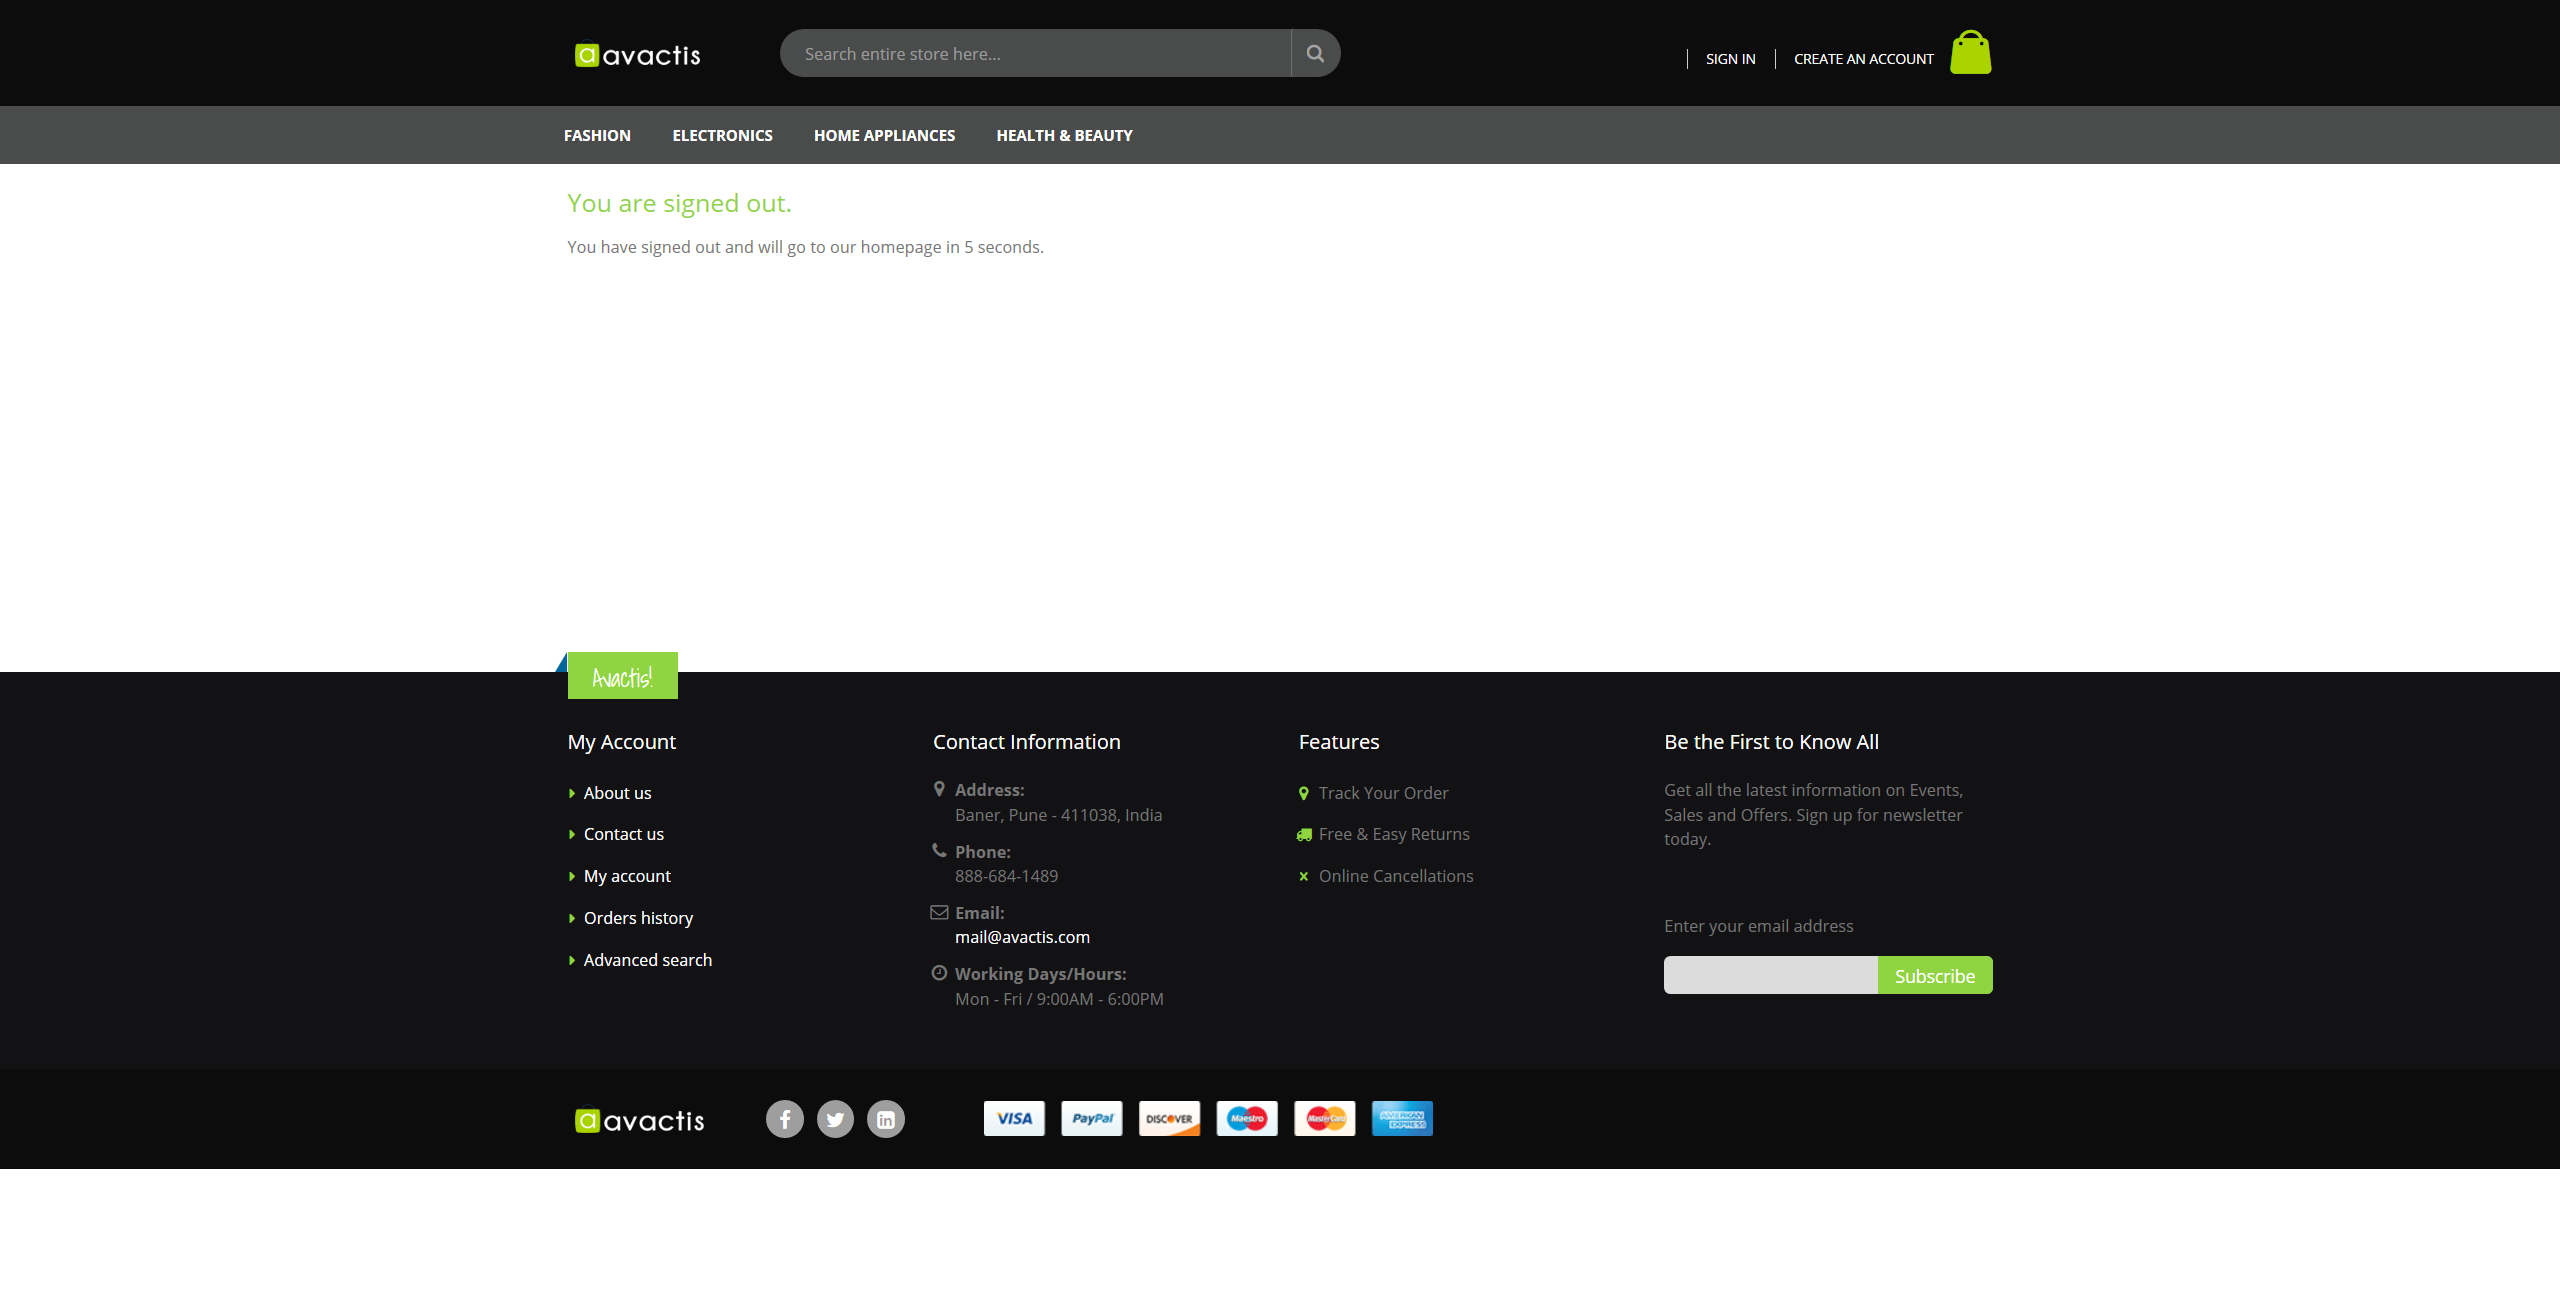 avactis
Search entire store here...
SIGN IN
CREATE AN ACCOUNT
FASHION
ELECTRONICS
HOME APPLIANCES
HEALTH & BEAUTY
You are signed out.
You have signed out and will go to our homepage in 5 seconds.
Avactis!
My Account
About us
Contact us
My account
Orders history
Advanced search
Contact Information
Address:
Baner, Pune - 411038, India
Phone:
888-684-1489
Email:
mail@avactis.com
Working Days/Hours:
Mon - Fri / 9:00AM - 6:00PM
Features
Track Your Order
Free & Easy Returns
Online Cancellations
Be the First to Know All
Get all the latest information on Events,
Sales and Offers. Sign up for newsletter
today.
Enter your email address
Subscribe
avactis
VISA
PayPal
DISCOVER
Maestro
MasterCard
AMERICAN
EXPRESS